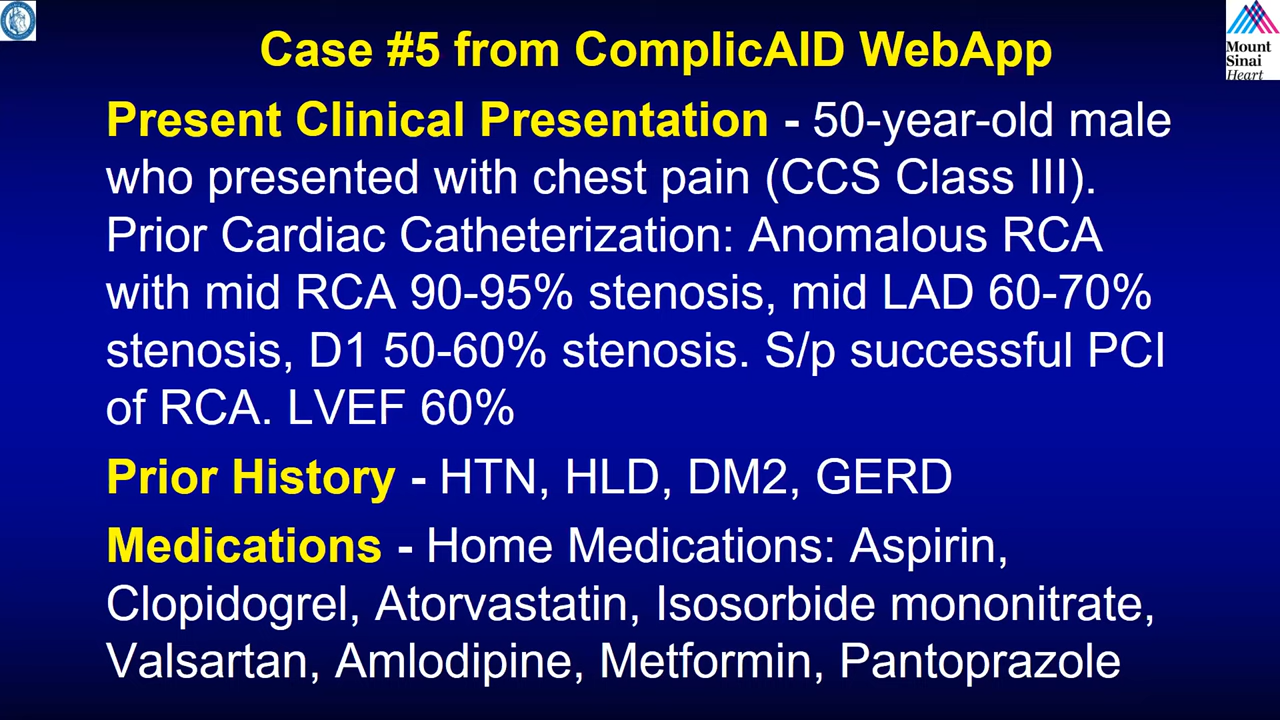 Case #5 from ComplicAID WebApp
Mount
Sinai
Heart
Present Clinical Presentation - 50-year-old male
who presented with chest pain (CCS Class III).
Prior Cardiac Catheterization: Anomalous RCA
with mid RCA 90-95% stenosis, mid LAD 60-70%
stenosis, D1 50-60% stenosis. S/p successful PCI
of RCA. LVEF 60%
Prior History - HTN, HLD, DM2, GERD
Medications - Home Medications: Aspirin,
Clopidogrel, Atorvastatin, Isosorbide mononitrate,
Valsartan, Amlodipine, Metformin, Pantoprazole